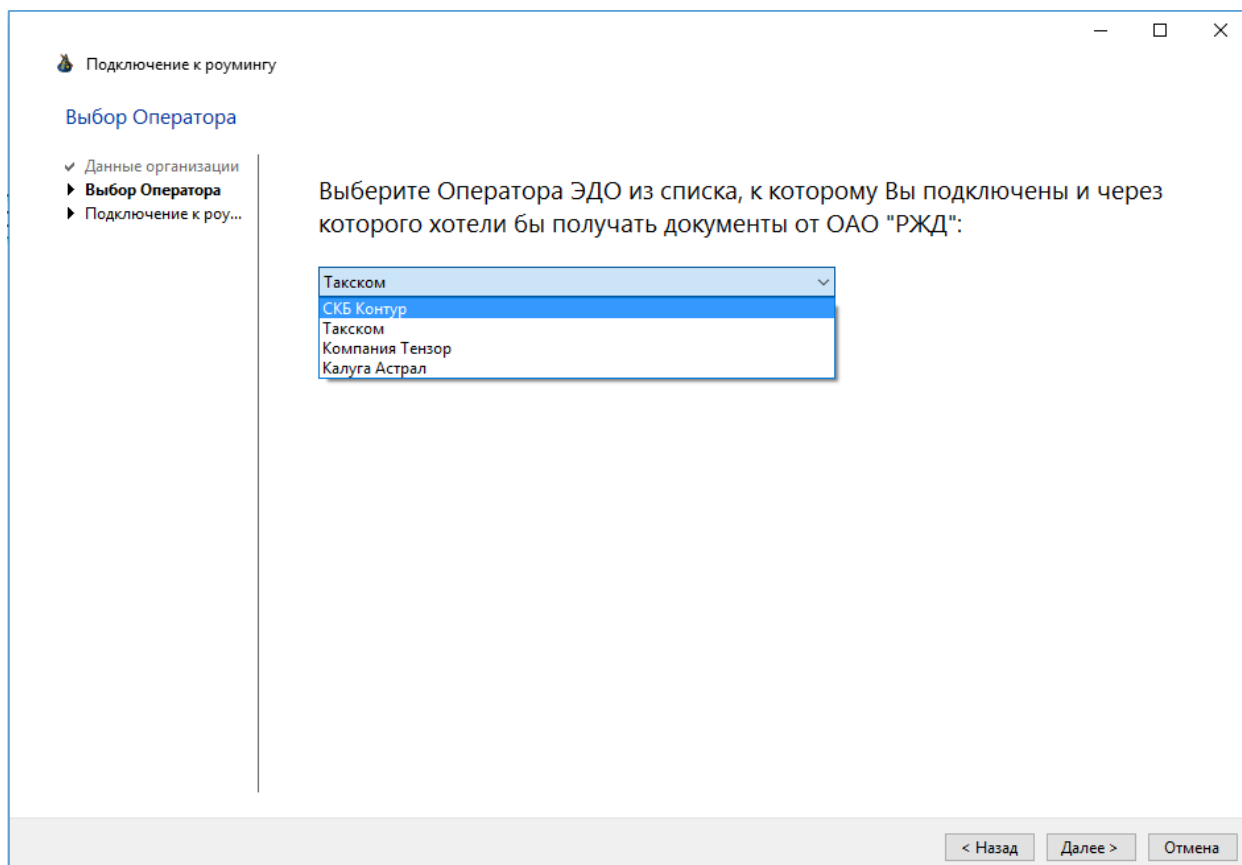 Подключение к роумингу
Выбор Оператора
Данные организации
Выбор Оператора
Подключение к роу...
Выберите Оператора ЭДО из списка, к которому Вы подключены и через
которого хотели бы получать документы от ОАО "РЖД":
Такском
СКБ Контур
Такском
Компания Тензор
Калуга Астрал
< Назад
Далее >
Отмена